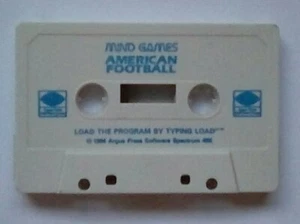 MIND GAMES
AMERICAN
FOOTBALL
LOAD THE PROGRAM BY TYPING LOAD""
© 1984 Argus Press Software Spectrum 48K